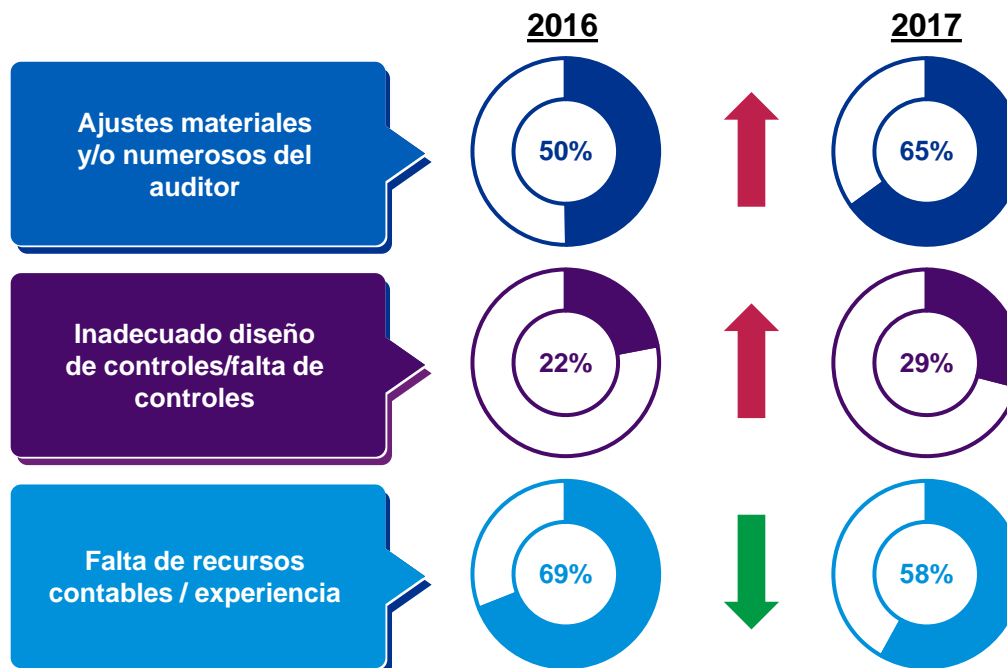 2016
2017
Ajustes materiales
y/o numerosos del
auditor
50%
65%
Inadecuado diseño
de controles/falta de
controles
22%
29%
Falta de recursos
contables / experiencia
69%
58%